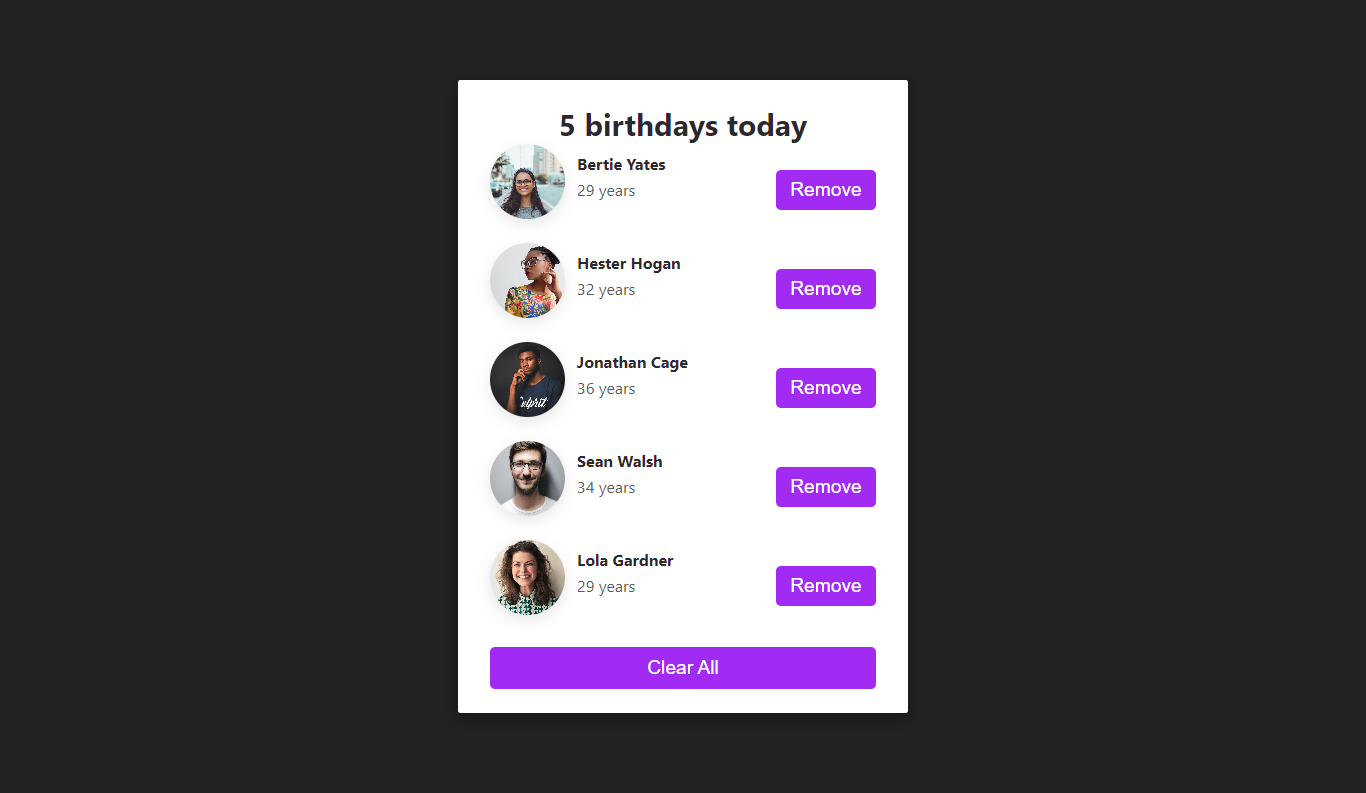 5 birthdays today
Bertie Yates
29 years
Remove
Hester Hogan
32 years
Remove
Jonathan Cage
36 years
Remove
Sean Walsh
34 years
Remove
Lola Gardner
29 years
Remove
Clear All